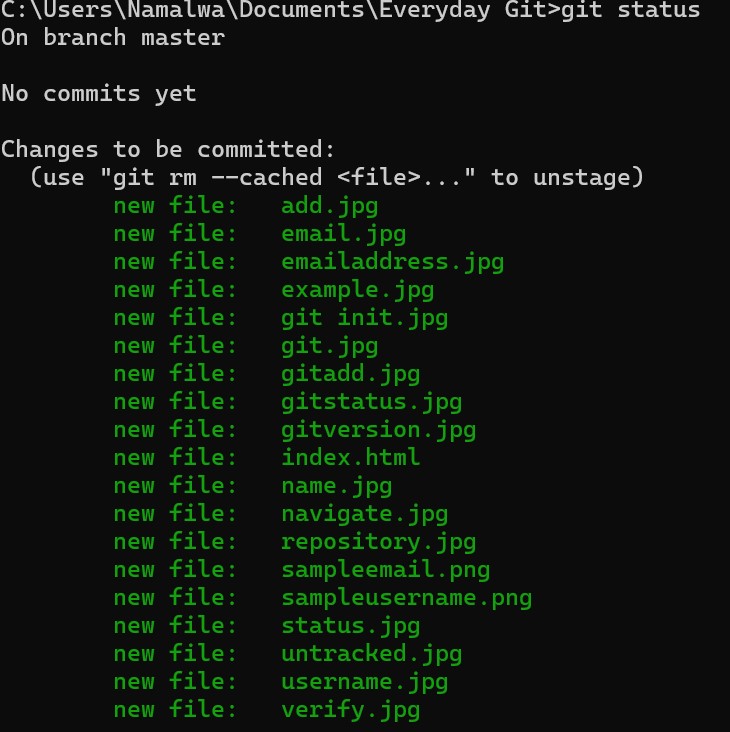 C:\Users\Namalwa\Documents\Everyday Git>git status
On branch master
No commits yet
Changes to be committed:
(use "git rm --cached <file>..." to unstage)
new file: add.jpg
new file: email.jpg
new file: emailaddress.jpg
new file: example.jpg
new file: git init.jpg
new file: git.jpg
new file: gitadd.jpg
new file: gitstatus.jpg
new file: gitversion.jpg
new file: index.html
new file: name.jpg
new file: navigate.jpg
new file: repository.jpg
new file: sampleemail.png
new file: sampleusername.png
new file: status.jpg
new file: untracked.jpg
new file: username.jpg
new file: verify.jpg